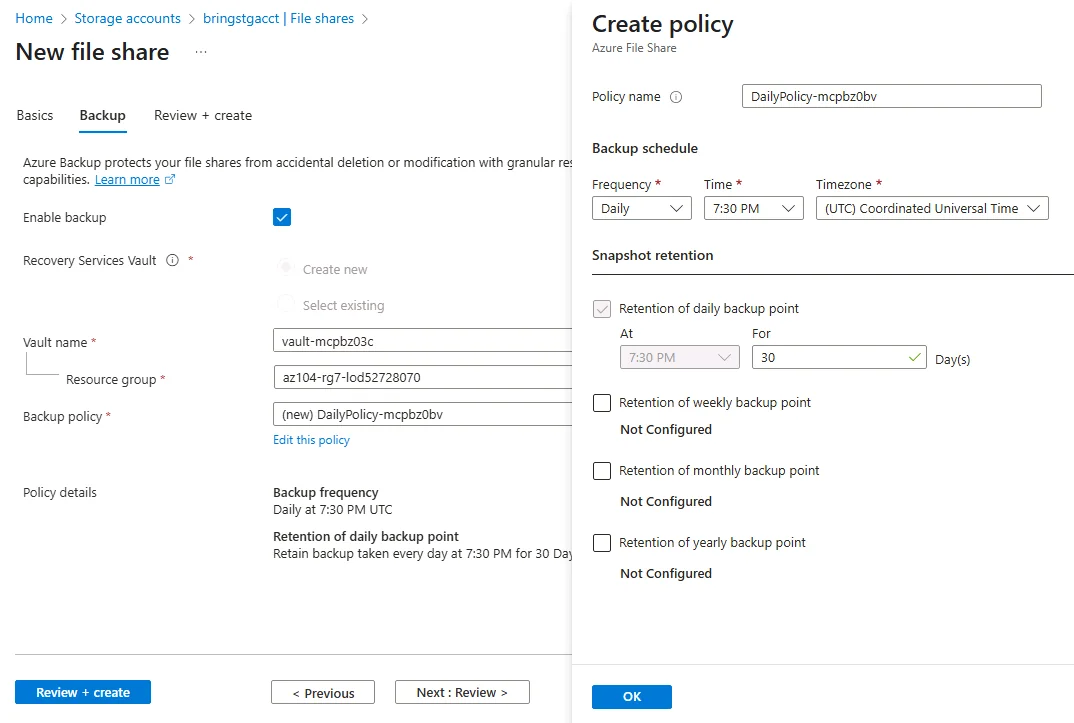 Home > Storage accounts > bringstgacct | File shares >
New file share ...
Basics Backup Review + create
Azure Backup protects your file shares from accidental deletion or modification with granular res
capabilities. Learn more
Enable backup
Recovery Services Vault *
Create new
Select existing
Vault name *
vault-mcpbz03c
Resource group *
az104-rg7-lod52728070
Backup policy *
(new) DailyPolicy-mcpbz0bv
Edit this policy
Policy details
Backup frequency
Daily at 7:30 PM UTC
Retention of daily backup point
Retain backup taken every day at 7:30 PM for 30 Day
Review + create
< Previous
Next : Review >
Create policy
Azure File Share
Policy name
DailyPolicy-mcpbz0bv
Backup schedule
Frequency * Time * Timezone *
Daily 7:30 PM (UTC) Coordinated Universal Time
Snapshot retention
Retention of daily backup point
At For
7:30 PM 30 Day(s)
Retention of weekly backup point
Not Configured
Retention of monthly backup point
Not Configured
Retention of yearly backup point
Not Configured
OK